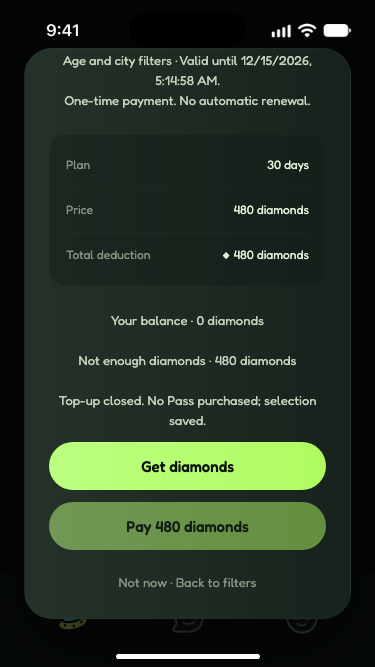 9:41
Age and city filters · Valid until 12/15/2026,
5:14:58 AM.
One-time payment. No automatic renewal.
Plan 30 days
Price 480 diamonds
Total deduction ◆ 480 diamonds
Your balance · 0 diamonds
Not enough diamonds · 480 diamonds
Top-up closed. No Pass purchased; selection
saved.
Get diamonds
Pay 480 diamonds
Not now · Back to filters